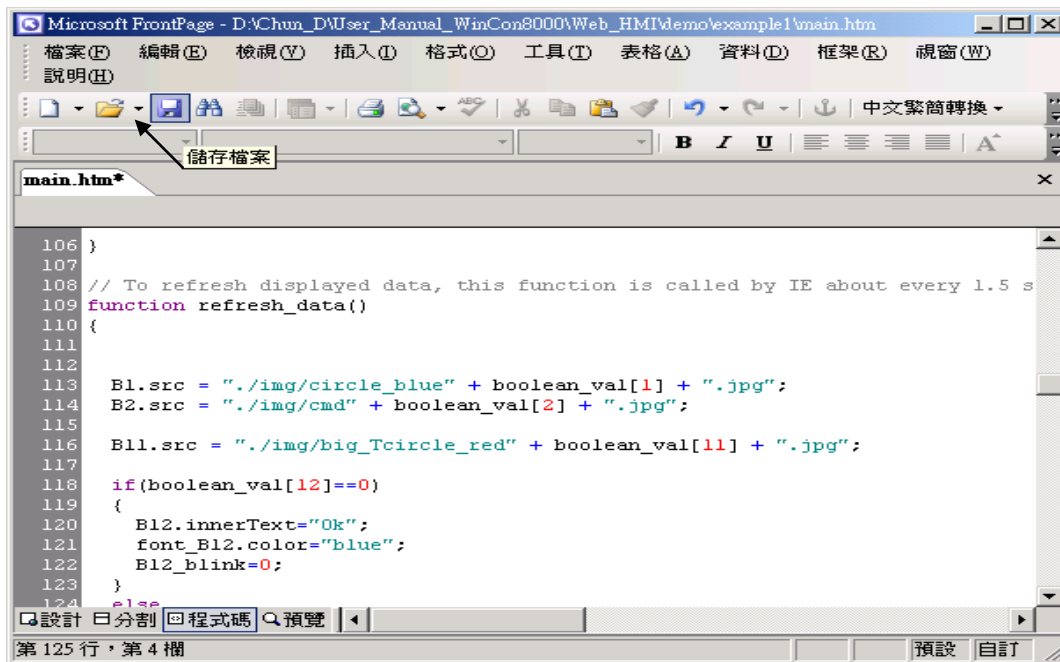 Microsoft FrontPage - D:\Chun_D\User_Manual_WinCon8000\Web_HMI\demo\example1\main.htm
檔案(F) 編輯(E) 檢視(V) 插入(I) 格式(O) 工具(T) 表格(A) 資料(D) 框架(R) 視窗(W)
說明(H)
ABC 中文繁簡轉換
B I U A
儲存檔案
main.htm*
106 }
107
108 // To refresh displayed data, this function is called by IE about every 1.5 s
109 function refresh_data()
110 {
111
112
113 B1.src = "./img/circle_blue" + boolean_val[1] + ".jpg";
114 B2.src = "./img/cmd" + boolean_val[2] + ".jpg";
115
116 B11.src = "./img/big_Tcircle_red" + boolean_val[11] + ".jpg";
117
118 if(boolean_val[12]==0)
119 {
120 B12.innerText="Ok";
121 font_B12.color="blue";
122 B12_blink=0;
123 }
124 else
設計 分割 程式碼 預覽
第 125 行，第 4 欄 預設 自訂